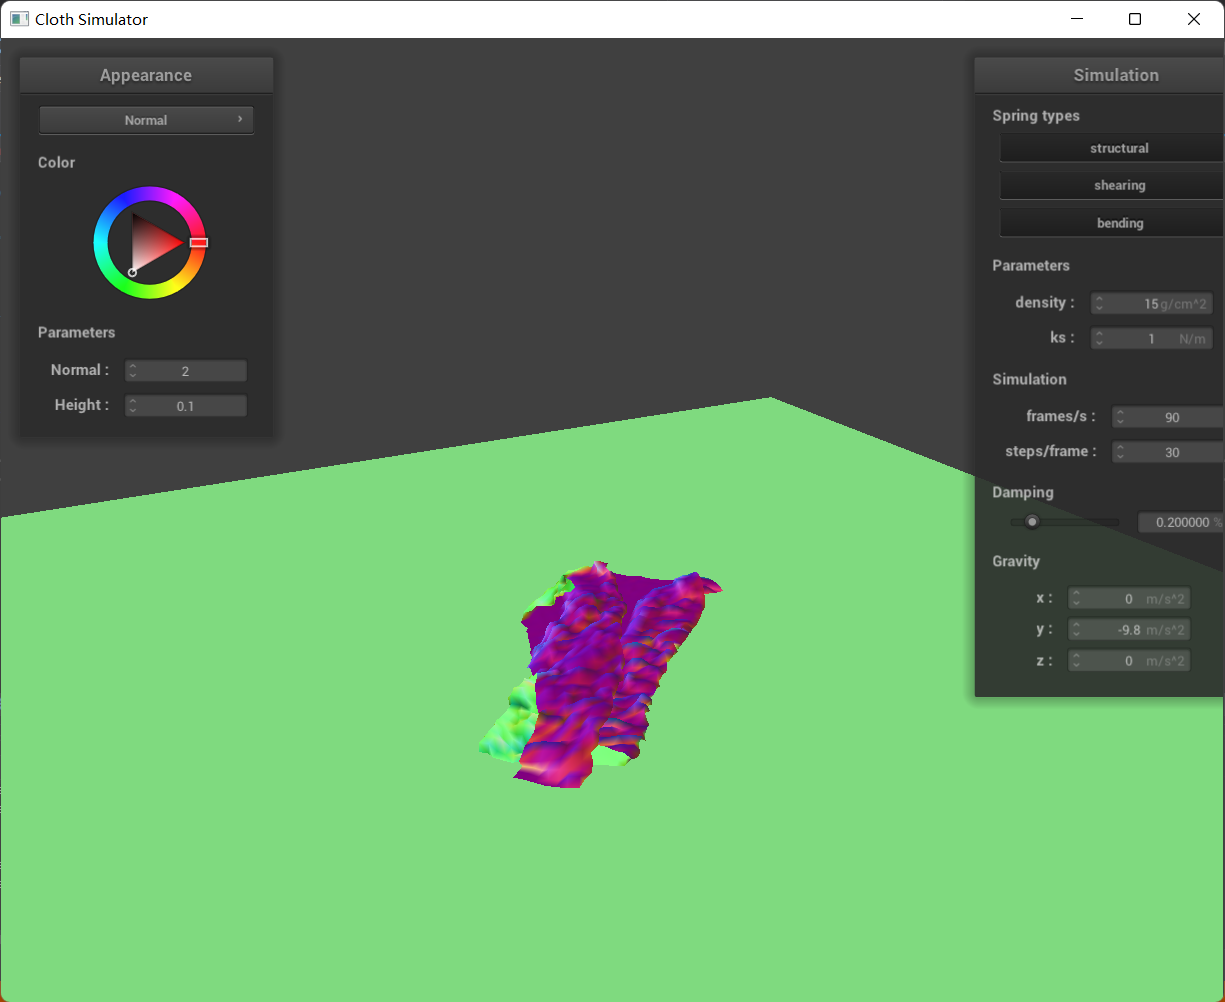 Cloth Simulator
Appearance
Normal
Color
Parameters
Normal : 2
Height : 0.1
Simulation
Spring types
structural
shearing
bending
Parameters
density : 15 g/cm^2
ks : 1 N/m
Simulation
frames/s : 90
steps/frame : 30
Damping
0.200000 %
Gravity
x : 0 m/s^2
y : -9.8 m/s^2
z : 0 m/s^2